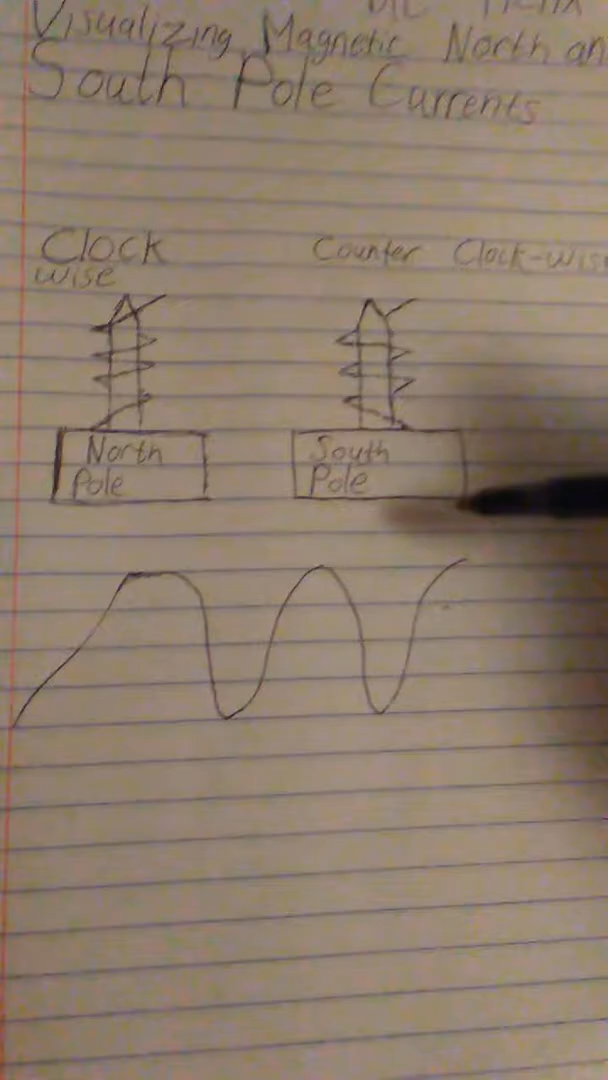 Visualizing Magnetic North an
South Pole Currents
Clock
wise
Counter Clock-wise
North
Pole
South
Pole